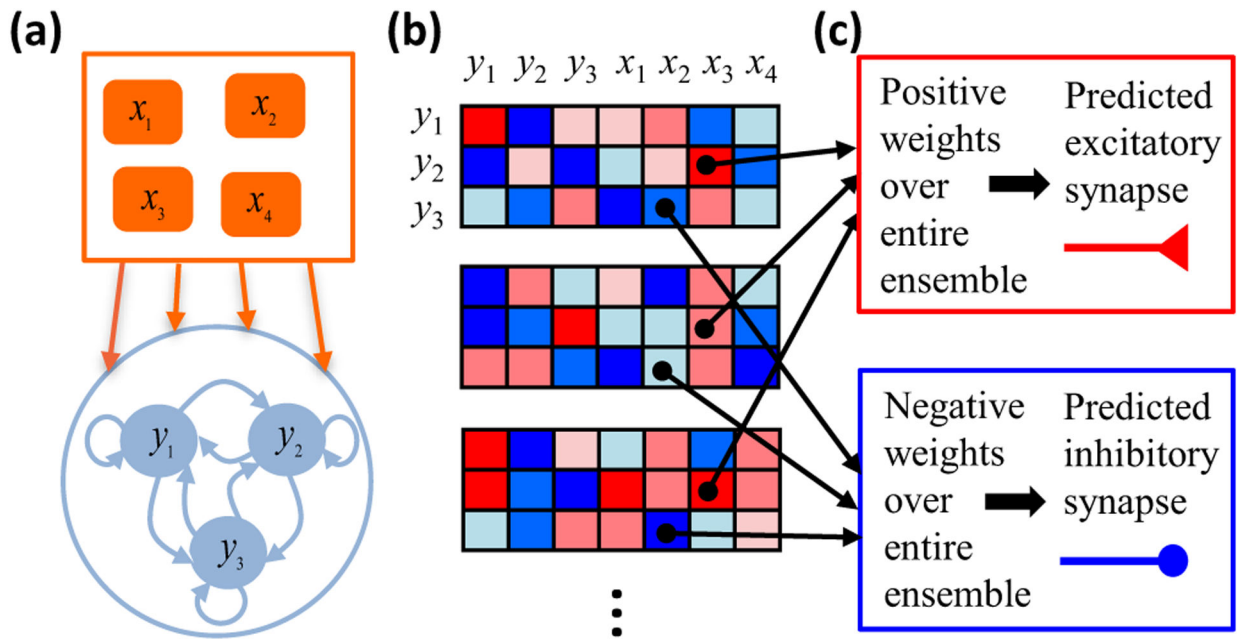 (a)
x₁
x₂
x₃
x₄
y₁
y₂
y₃
(b)
y₁ y₂ y₃ x₁ x₂ x₃ x₄
y₁
y₂
y₃
(c)
Positive
weights
over
entire
ensemble
Predicted
excitatory
synapse
Negative
weights
over
entire
ensemble
Predicted
inhibitory
synapse